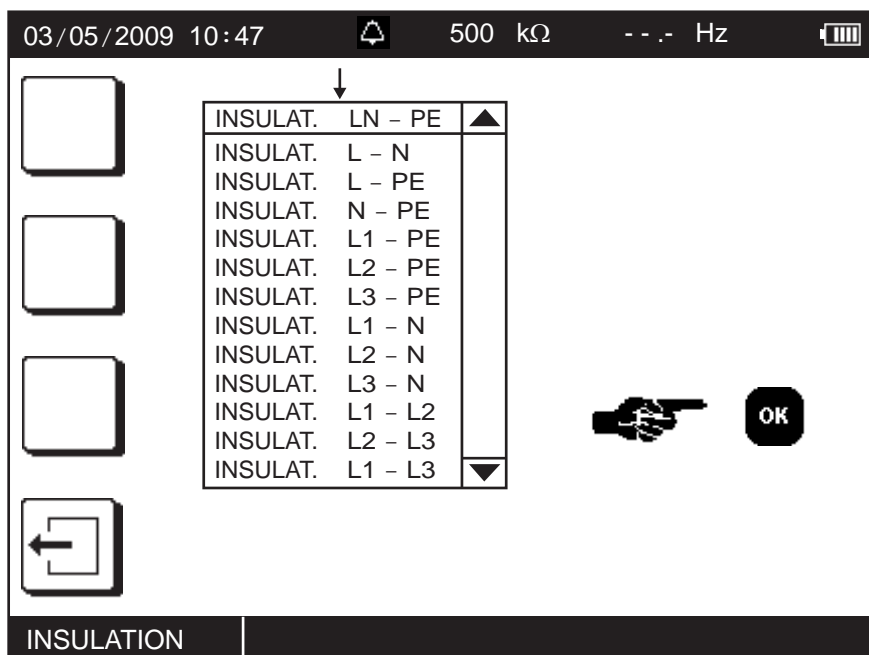 03/05/2009 10:47 500 kΩ - - .- Hz
INSULAT. LN – PE
INSULAT. L – N
INSULAT. L – PE
INSULAT. N – PE
INSULAT. L1 – PE
INSULAT. L2 – PE
INSULAT. L3 – PE
INSULAT. L1 – N
INSULAT. L2 – N
INSULAT. L3 – N
INSULAT. L1 – L2
INSULAT. L2 – L3
INSULAT. L1 – L3
OK
INSULATION